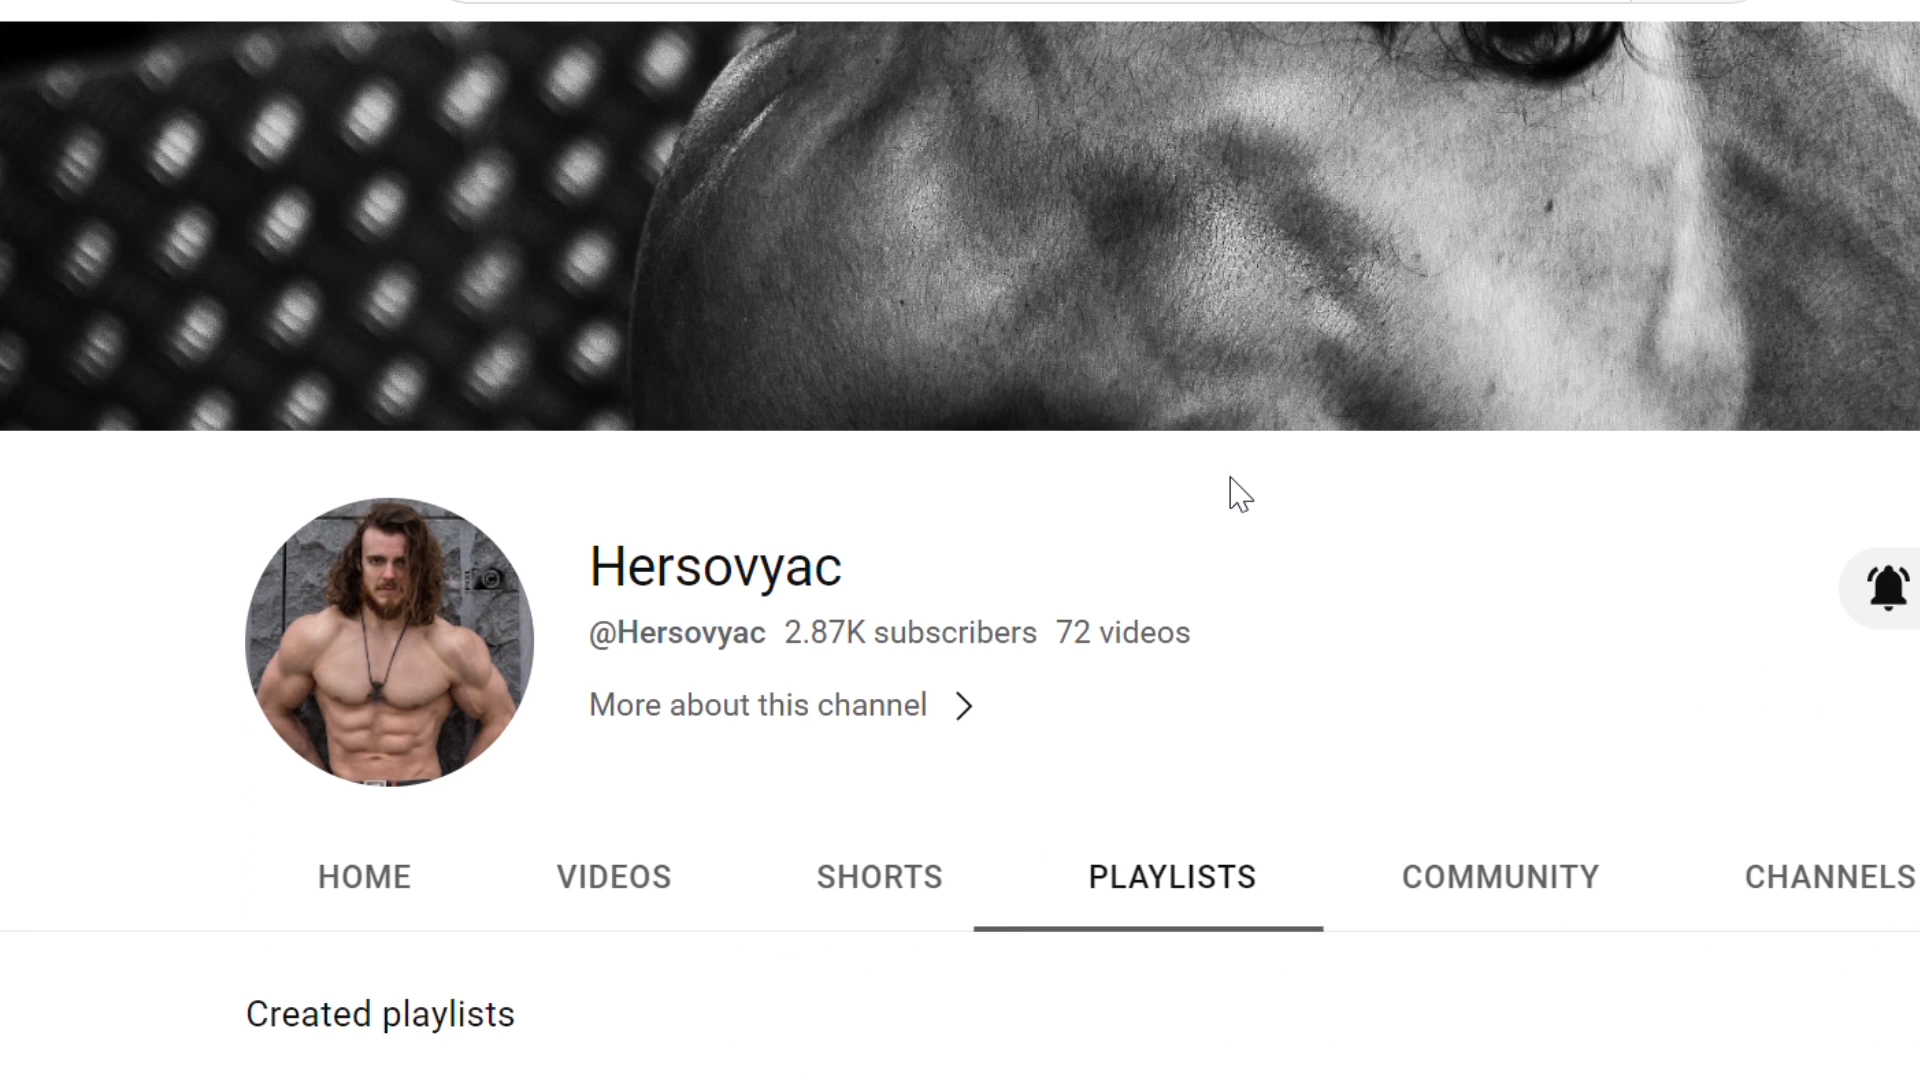 Hersovyac
@Hersovyac 2.87K subscribers 72 videos
More about this channel
HOME VIDEOS SHORTS PLAYLISTS COMMUNITY CHANNELS
Created playlists